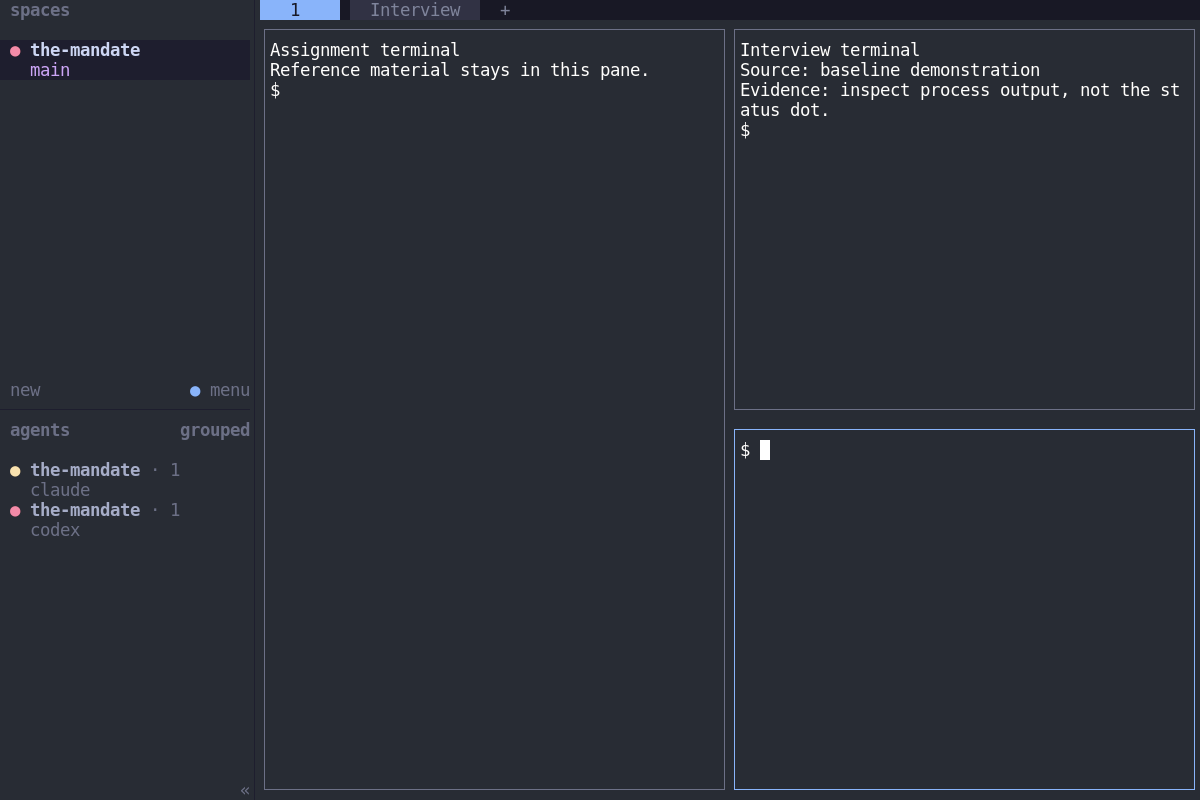 spaces
the-mandate
main
new
menu
agents grouped
the-mandate · 1
claude
the-mandate · 1
codex
«
1 Interview +
Assignment terminal
Reference material stays in this pane.
$
Interview terminal
Source: baseline demonstration
Evidence: inspect process output, not the st
atus dot.
$
$